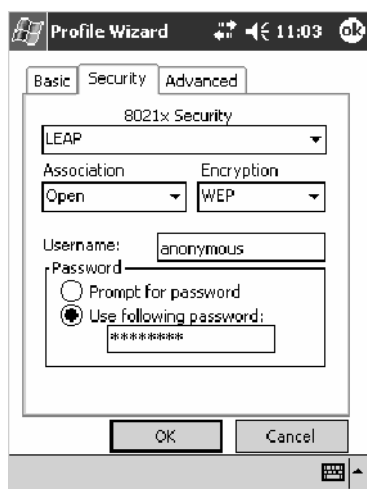 Profile Wizard 11:03 ok
Basic Security Advanced
8021x Security
LEAP
Association Encryption
Open WEP
Username: anonymous
Password
Prompt for password
Use following password:
********
OK Cancel